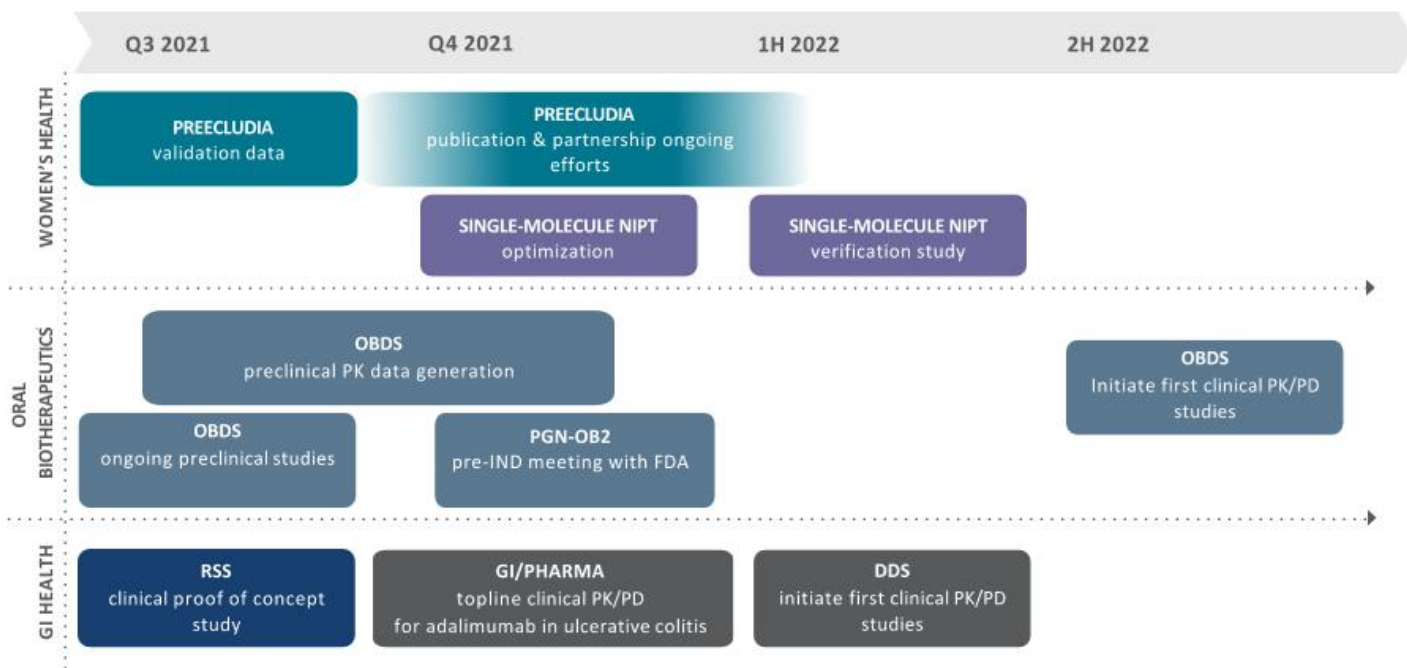 Q3 2021
Q4 2021
1H 2022
2H 2022
WOMEN'S HEALTH
PREECLUDIA
validation data
PREECLUDIA
publication & partnership ongoing
efforts
SINGLE-MOLECULE NIPT
optimization
SINGLE-MOLECULE NIPT
verification study
ORAL
BIOTHERAPEUTICS
OBDS
preclinical PK data generation
OBDS
Initiate first clinical PK/PD
studies
OBDS
ongoing preclinical studies
PGN-OB2
pre-IND meeting with FDA
GI HEALTH
RSS
clinical proof of concept
study
GI/PHARMA
topline clinical PK/PD
for adalimumab in ulcerative colitis
DDS
initiate first clinical PK/PD
studies